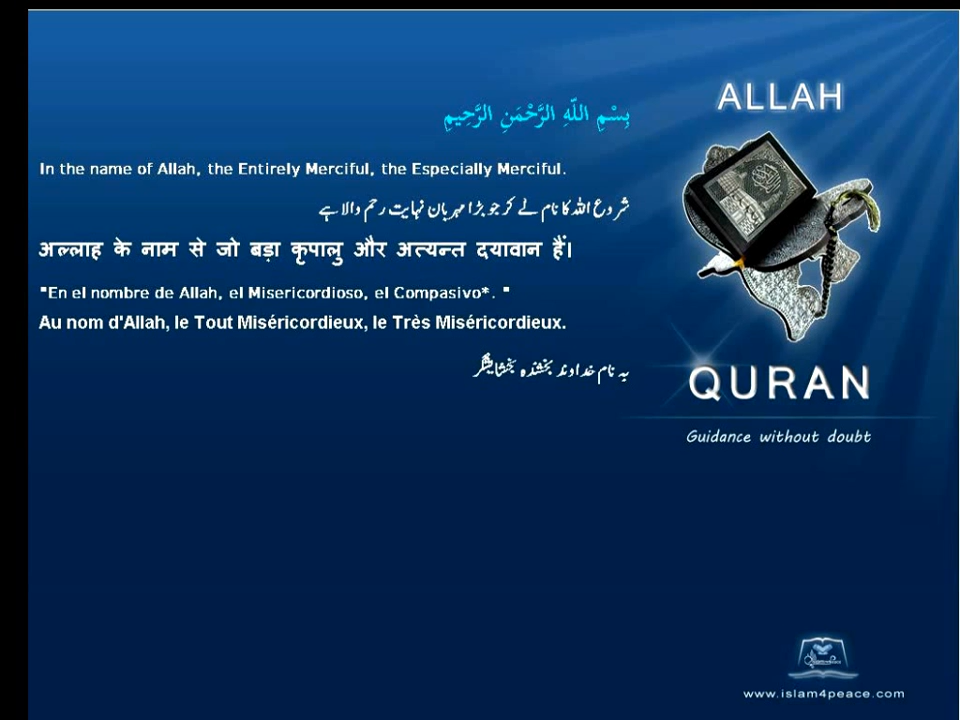 بِسْمِ اللّهِ الرَّحْمَنِ الرَّحِيمِ
In the name of Allah, the Entirely Merciful, the Especially Merciful.
شروع الله کا نام لے کر جو بڑا مہربان نہایت رحم والا ہے
अल्लाह के नाम से जो बड़ा कृपालु और अत्यन्त दयावान हैं।
"En el nombre de Allah, el Misericordioso, el Compasivo*. "
Au nom d'Allah, le Tout Miséricordieux, le Très Miséricordieux.
به نام خداوند بخشنده بخشایشگر
ALLAH
QURAN
Guidance without doubt
www.islam4peace.com